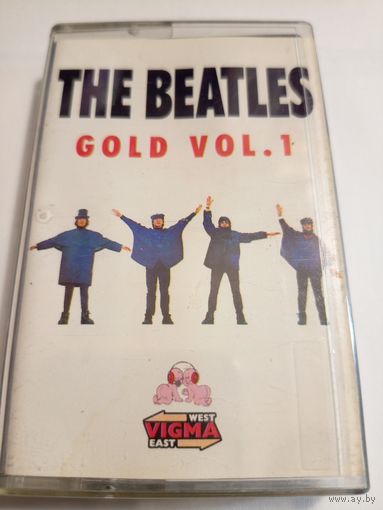 THE BEATLES
GOLD VOL.1
WEST
VIGMA
EAST
www.ay.by